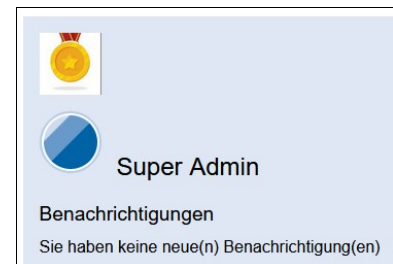 Super Admin
Benachrichtigungen
Sie haben keine neue(n) Benachrichtigung(en)